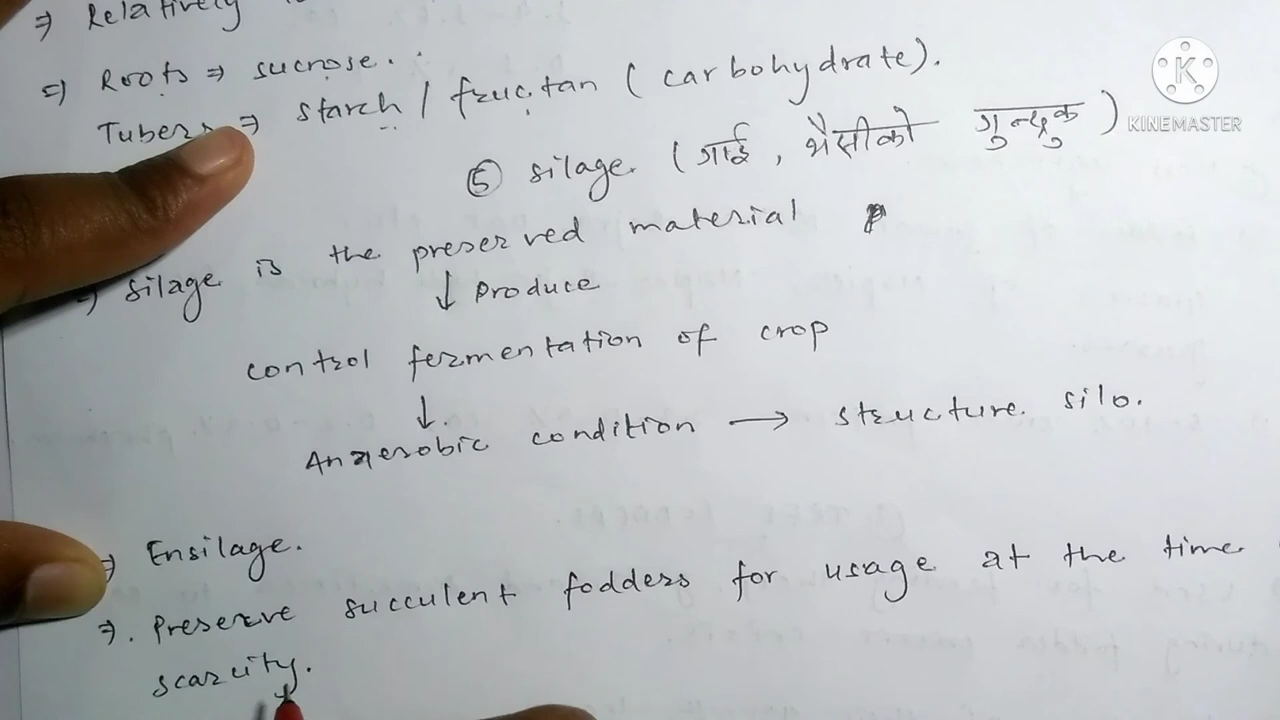 ⇒ Relatively
⇒ Roots ⇒ sucrose.
Tubers ⇒ starch / fructan (carbohydrate).
⑤ silage. (गाई, भैसीको गुन्द्रुक)
⇒ silage is the preserved material
↓ produce
control fermentation of crop
↓
Anaerobic condition → structure silo.
⇒ Ensilage.
⇒. Preserve succulent fodders for usage at the time
scarcity.
K
KINEMASTER